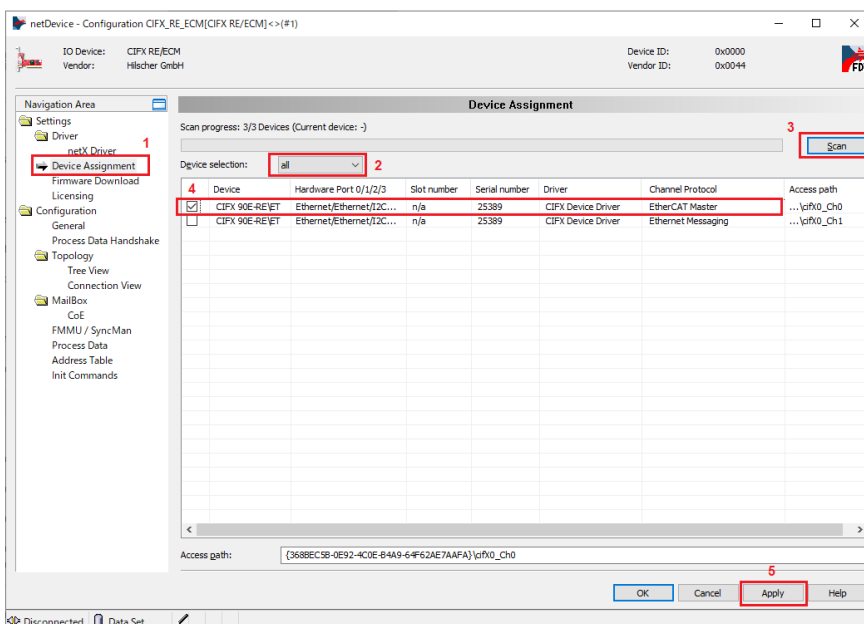 netDevice - Configuration CIFX_RE_ECM[CIFX RE/ECM]<>(#1)
IO Device: CIFX RE/ECM Device ID: 0x0000
Vendor: Hilscher GmbH Vendor ID: 0x0044
FD
Navigation Area Device Assignment
Settings
Driver
netX Driver
1
Device Assignment
Firmware Download
Licensing
Configuration
General
Process Data Handshake
Topology
Tree View
Connection View
MailBox
CoE
FMMU / SyncMan
Process Data
Address Table
Init Commands
Scan progress: 3/3 Devices (Current device: -) 3
Scan
Device selection: all 2
4 Device Hardware Port 0/1/2/3 Slot number Serial number Driver Channel Protocol Access path
CIFX 90E-RE\ET Ethernet/Ethernet/I2C... n/a 25389 CIFX Device Driver EtherCAT Master ...\cifX0_Ch0
CIFX 90E-RE\ET Ethernet/Ethernet/I2C... n/a 25389 CIFX Device Driver Ethernet Messaging ...\cifX0_Ch1
Access path: {368BEC5B-0E92-4C0E-B4A9-64F62AE7AAFA}\cifX0_Ch0
5
OK Cancel Apply Help
Disconnected Data Set